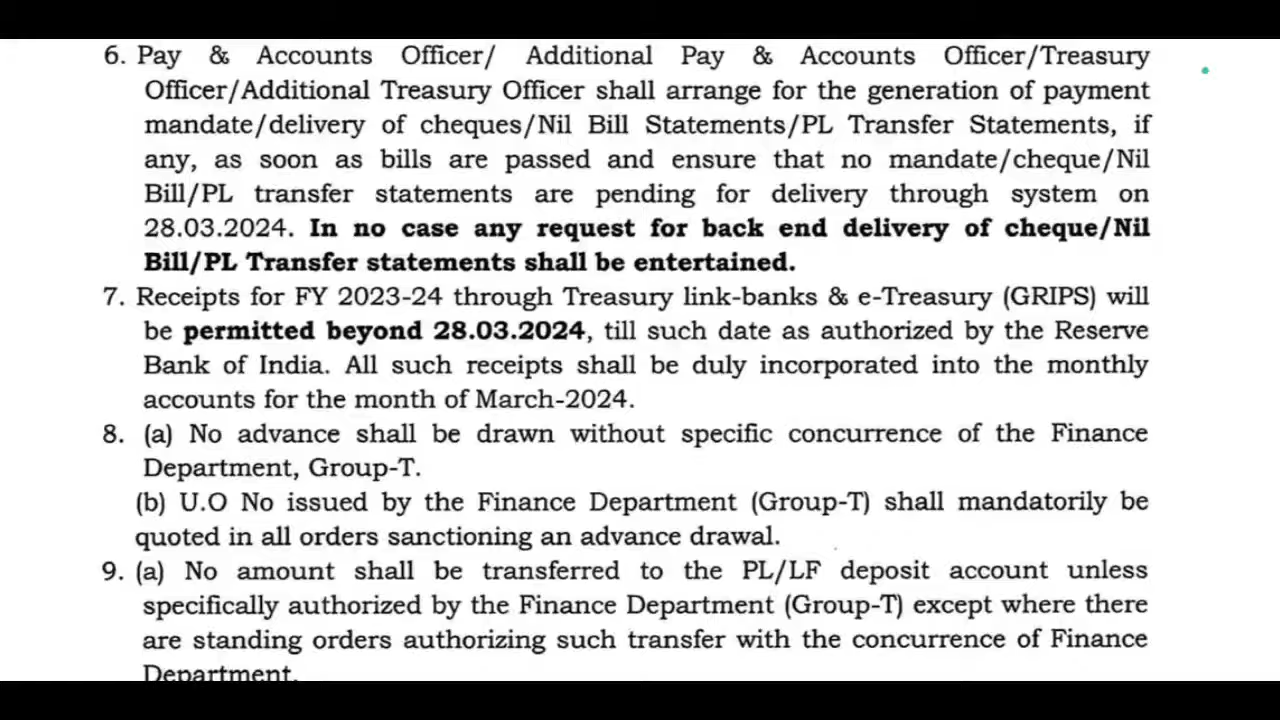 6. Pay & Accounts Officer/ Additional Pay & Accounts Officer/Treasury
Officer/Additional Treasury Officer shall arrange for the generation of payment
mandate/delivery of cheques/Nil Bill Statements/PL Transfer Statements, if
any, as soon as bills are passed and ensure that no mandate/cheque/Nil
Bill/PL transfer statements are pending for delivery through system on
28.03.2024. In no case any request for back end delivery of cheque/Nil
Bill/PL Transfer statements shall be entertained.
7. Receipts for FY 2023-24 through Treasury link-banks & e-Treasury (GRIPS) will
be permitted beyond 28.03.2024, till such date as authorized by the Reserve
Bank of India. All such receipts shall be duly incorporated into the monthly
accounts for the month of March-2024.
8. (a) No advance shall be drawn without specific concurrence of the Finance
Department, Group-T.
(b) U.O No issued by the Finance Department (Group-T) shall mandatorily be
quoted in all orders sanctioning an advance drawal.
9. (a) No amount shall be transferred to the PL/LF deposit account unless
specifically authorized by the Finance Department (Group-T) except where there
are standing orders authorizing such transfer with the concurrence of Finance
Department.